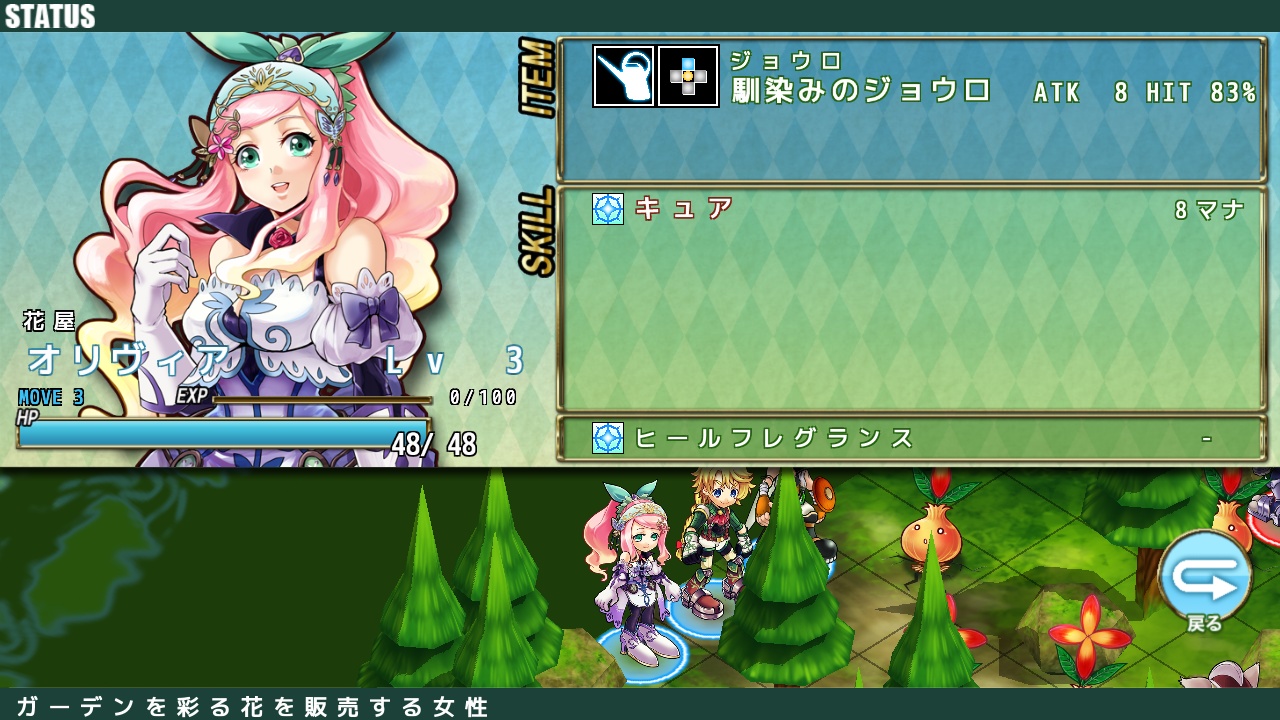 STATUS
ITEM
ジョウロ
馴染みのジョウロ ATK 8 HIT 83%
SKILL
キュア 8マナ
ヒールフレグランス -
花屋
オリヴィア Lv 3
MOVE 3 EXP 0/100
HP 48/ 48
戻る
ガーデンを彩る花を販売する女性